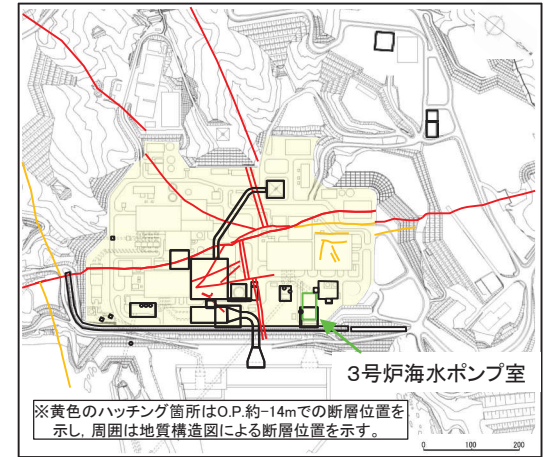 3号炉海水ポンプ室
※黄色のハッチング箇所はO.P.約-14mでの断層位置を
示し，周囲は地質構造図による断層位置を示す。
0 100 200